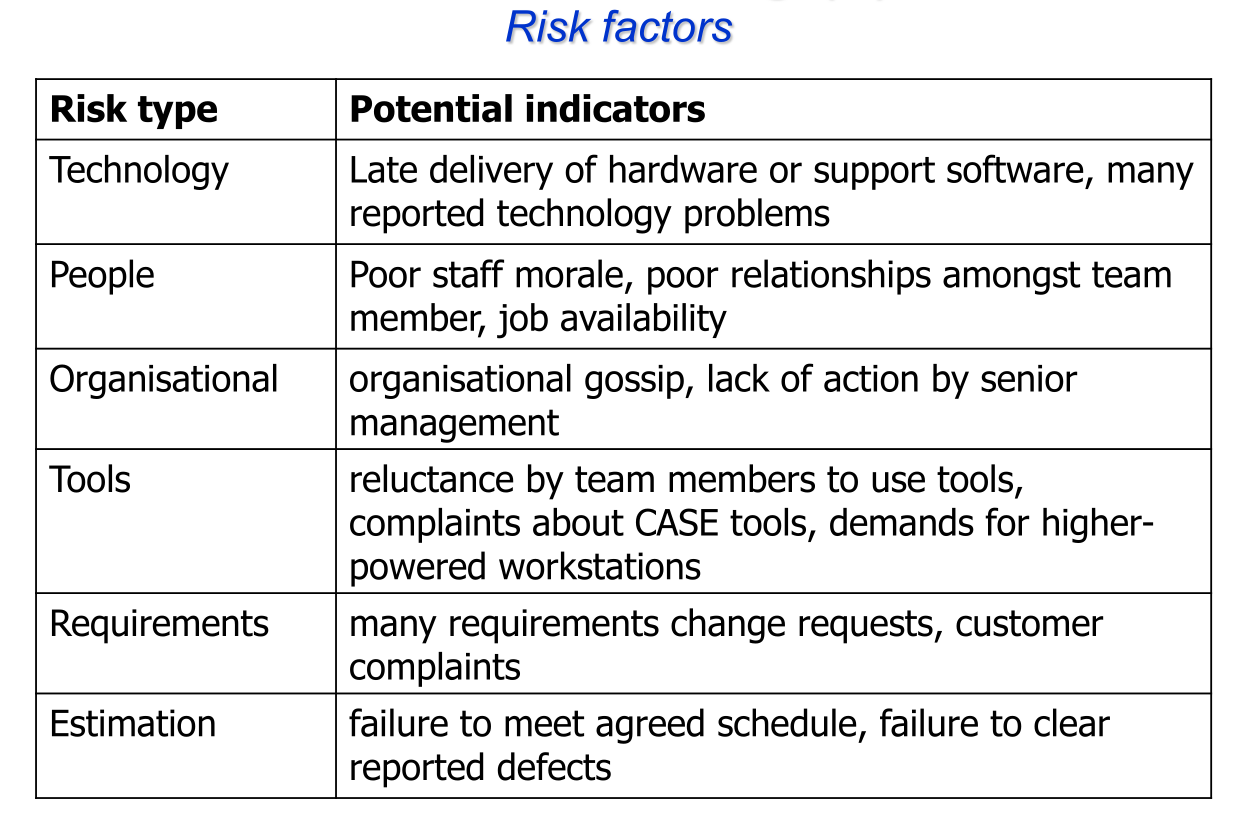 Risk factors
Risk type
Potential indicators
Technology
Late delivery of hardware or support software, many
reported technology problems
People
Poor staff morale, poor relationships amongst team
member, job availability
Organisational
organisational gossip, lack of action by senior
management
Tools
reluctance by team members to use tools,
complaints about CASE tools, demands for higher-
powered workstations
Requirements
many requirements change requests, customer
complaints
Estimation
failure to meet agreed schedule, failure to clear
reported defects